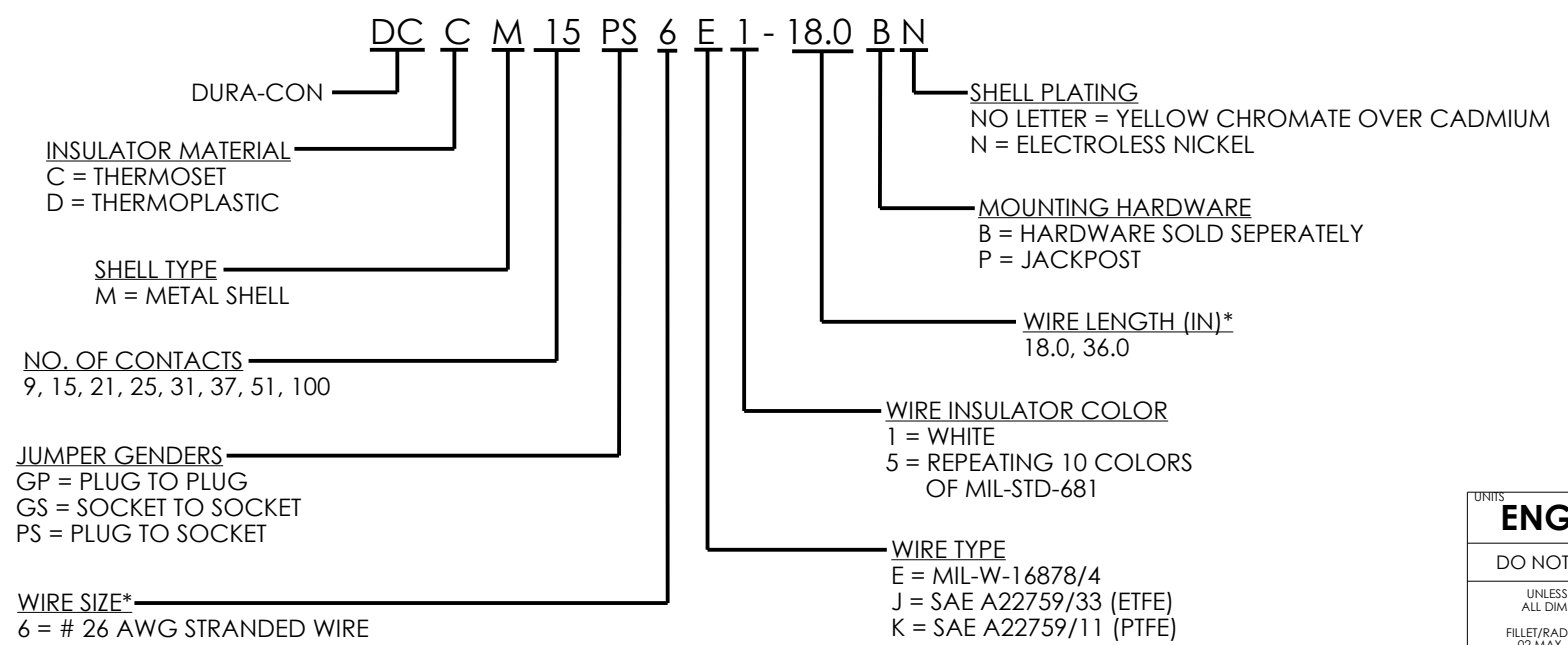 DC C M 15 PS 6 E 1 - 18.0 B N
DURA-CON
INSULATOR MATERIAL
C = THERMOSET
D = THERMOPLASTIC
SHELL TYPE
M = METAL SHELL
NO. OF CONTACTS
9, 15, 21, 25, 31, 37, 51, 100
JUMPER GENDERS
GP = PLUG TO PLUG
GS = SOCKET TO SOCKET
PS = PLUG TO SOCKET
WIRE SIZE*
6 = # 26 AWG STRANDED WIRE
SHELL PLATING
NO LETTER = YELLOW CHROMATE OVER CADMIUM
N = ELECTROLESS NICKEL
MOUNTING HARDWARE
B = HARDWARE SOLD SEPERATELY
P = JACKPOST
WIRE LENGTH (IN)*
18.0, 36.0
WIRE INSULATOR COLOR
1 = WHITE
5 = REPEATING 10 COLORS
OF MIL-STD-681
WIRE TYPE
E = MIL-W-16878/4
J = SAE A22759/33 (ETFE)
K = SAE A22759/11 (PTFE)
UNITS
ENG
DO NOT
UNLESS
ALL DIM
FILLET/RAD